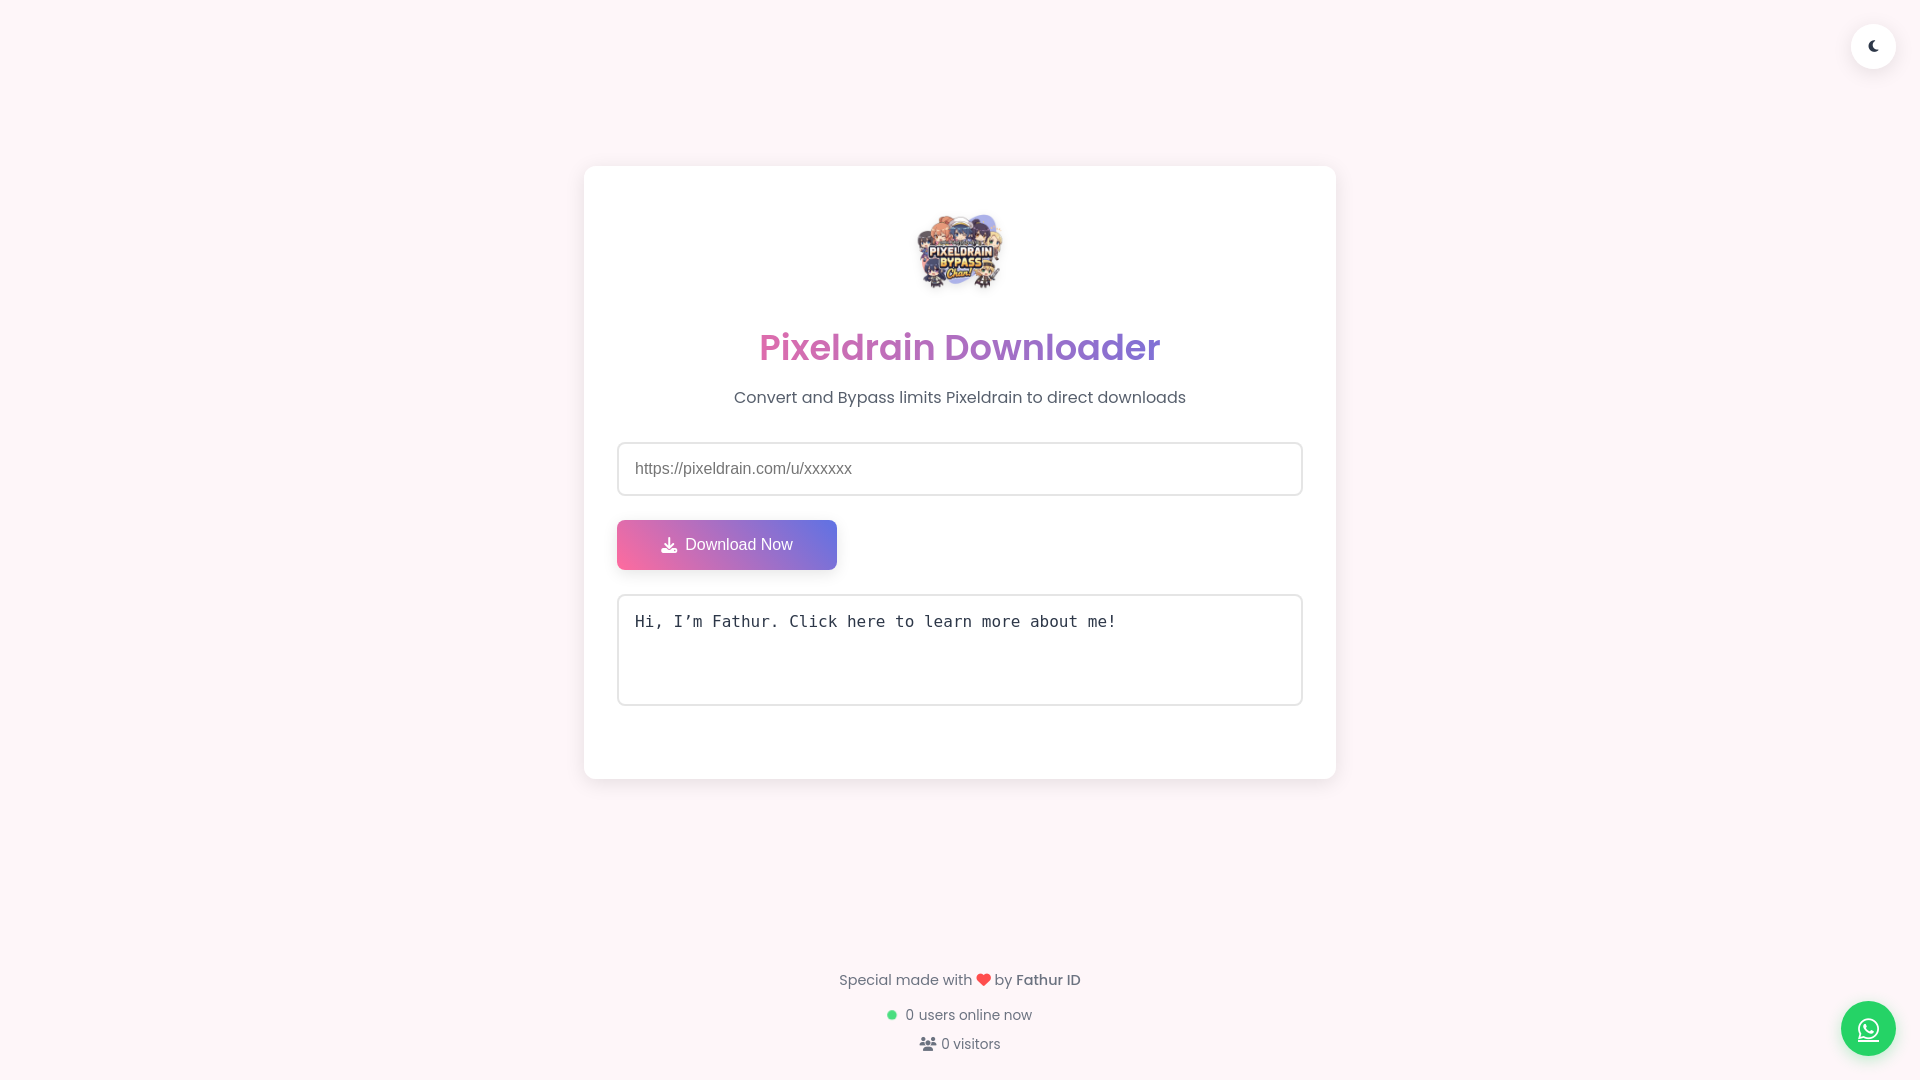 PIXELDRAIN
BYPASS
Chan!
Pixeldrain Downloader
Convert and Bypass limits Pixeldrain to direct downloads
https://pixeldrain.com/u/xxxxxx
Download Now
Hi, I’m Fathur. Click here to learn more about me!
Special made with ❤ by Fathur ID
0 users online now
0 visitors